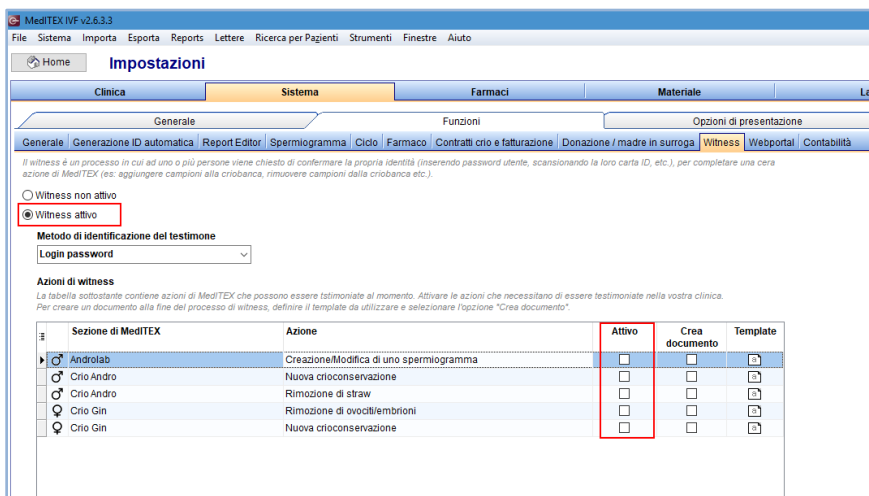 MedITEX IVF v2.6.3.3
File Sistema Importa Esporta Reports Lettere Ricerca per Pazienti Strumenti Finestre Aiuto
Home Impostazioni
Clinica Sistema Farmaci Materiale La
Generale Funzioni Opzioni di presentazione
Generale Generazione ID automatica Report Editor Spermiogramma Ciclo Farmaco Contratti crio e fatturazione Donazione / madre in surroga Witness Webportal Contabilità
Il witness é un processo in cui ad uno o piú persone viene chiesto di confermare la propria identitá (inserendo password utente, scansionando la loro carta ID, etc.), per completare una cera
azione di MedITEX (es: aggiungere campioni alla criobanca, rimuovere campioni dalla criobanca etc.).
Witness non attivo
Witness attivo
Metodo di identificazione del testimone
Login password
Azioni di witness
La tabella sottostante contiene azioni di MedITEX che possono essere tstimoniate al momento. Attivare le azioni che necessitano di essere testimoniate nella vostra clinica.
Per creare un documento alla fine del processo di witness, definire il template da utilizzare e selezionare l'opzione "Crea documento".
Sezione di MedITEX Azione Attivo Crea documento Template
Androlab Creazione/Modifica di uno spermiogramma
Crio Andro Nuova crioconservazione
Crio Andro Rimozione di straw
Crio Gin Rimozione di ovociti/embrioni
Crio Gin Nuova crioconservazione